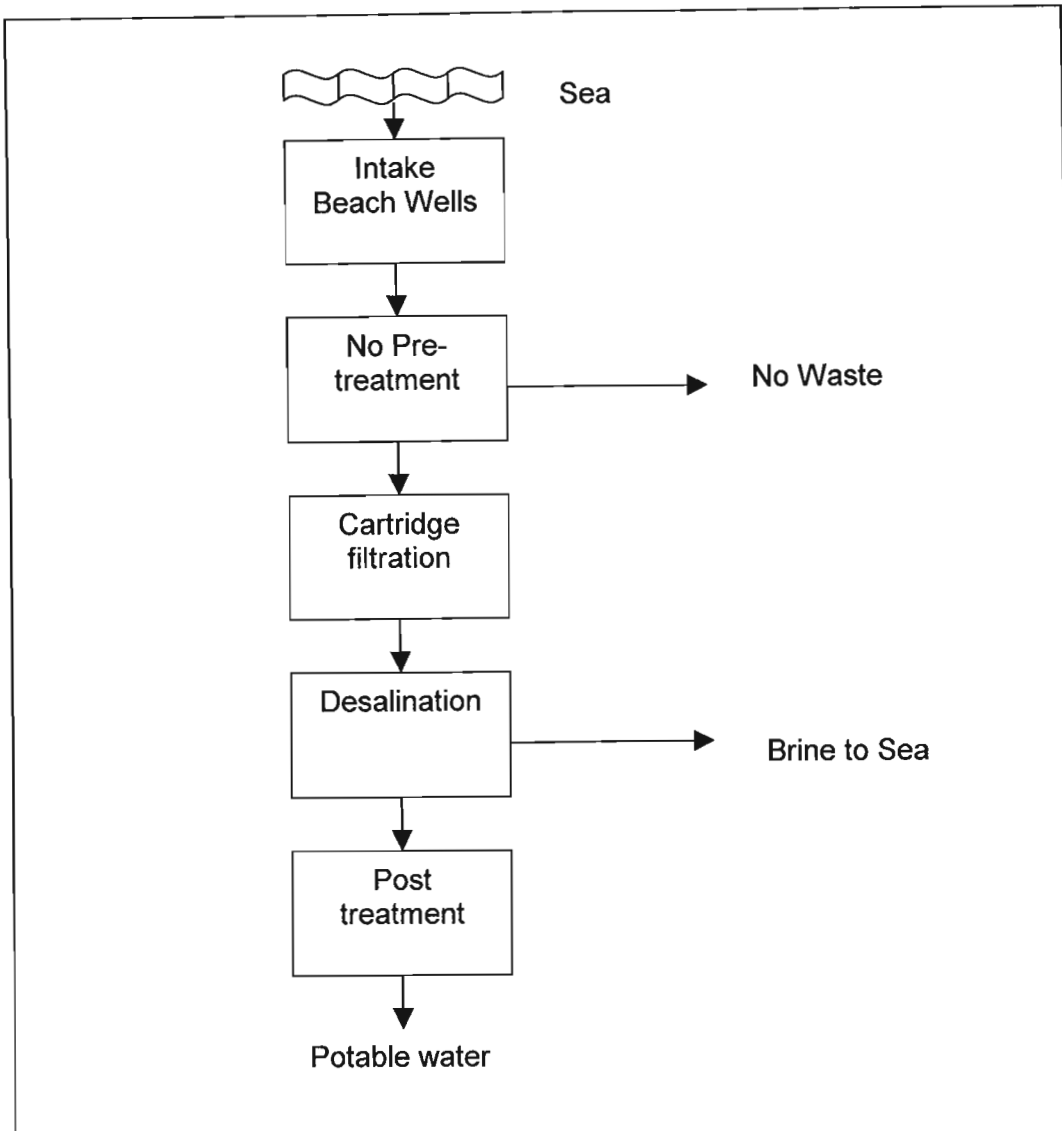 Sea
Intake
Beach Wells
No Pre-
treatment
No Waste
Cartridge
filtration
Desalination
Brine to Sea
Post
treatment
Potable water